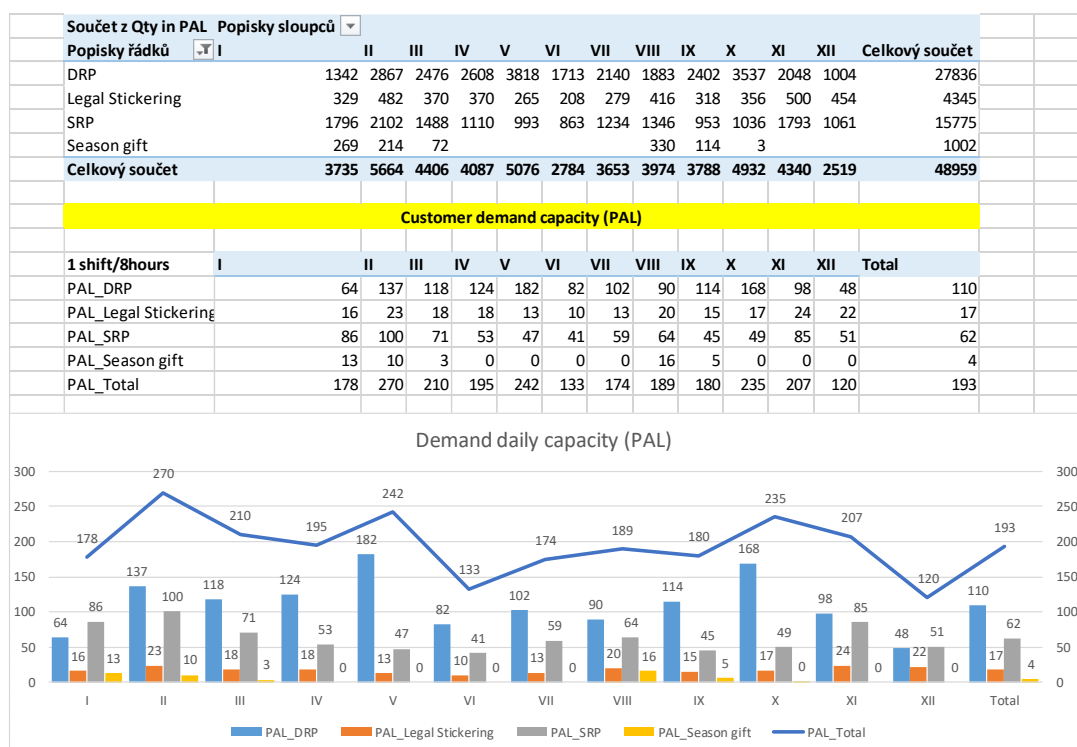 Součet z Qty in PAL Popisky sloupců
Popisky řádků I II III IV V VI VII VIII IX X XI XII Celkový součet
DRP 1342 2867 2476 2608 3818 1713 2140 1883 2402 3537 2048 1004 27836
Legal Stickering 329 482 370 370 265 208 279 416 318 356 500 454 4345
SRP 1796 2102 1488 1110 993 863 1234 1346 953 1036 1793 1061 15775
Season gift 269 214 72 330 114 3 1002
Celkový součet 3735 5664 4406 4087 5076 2784 3653 3974 3788 4932 4340 2519 48959
Customer demand capacity (PAL)
1 shift/8hours I II III IV V VI VII VIII IX X XI XII Total
PAL_DRP 64 137 118 124 182 82 102 90 114 168 98 48 110
PAL_Legal Stickering 16 23 18 18 13 10 13 20 15 17 24 22 17
PAL_SRP 86 100 71 53 47 41 59 64 45 49 85 51 62
PAL_Season gift 13 10 3 0 0 0 0 16 5 0 0 0 4
PAL_Total 178 270 210 195 242 133 174 189 180 235 207 120 193
Demand daily capacity (PAL)
300 300
250 250
200 200
150 150
100 100
50 50
0 0
178 270 210 195 242 133 174 189 180 235 207 120 193
64 16 86 13
137 23 100 10
118 18 71 3
124 18 53 0
182 13 47 0
82 10 41 0
102 13 59 0
90 20 64 16
114 15 45 5
168 17 49 0
98 24 85 0
48 22 51 0
110 17 62 4
I II III IV V VI VII VIII IX X XI XII Total
PAL_DRP PAL_Legal Stickering PAL_SRP PAL_Season gift PAL_Total